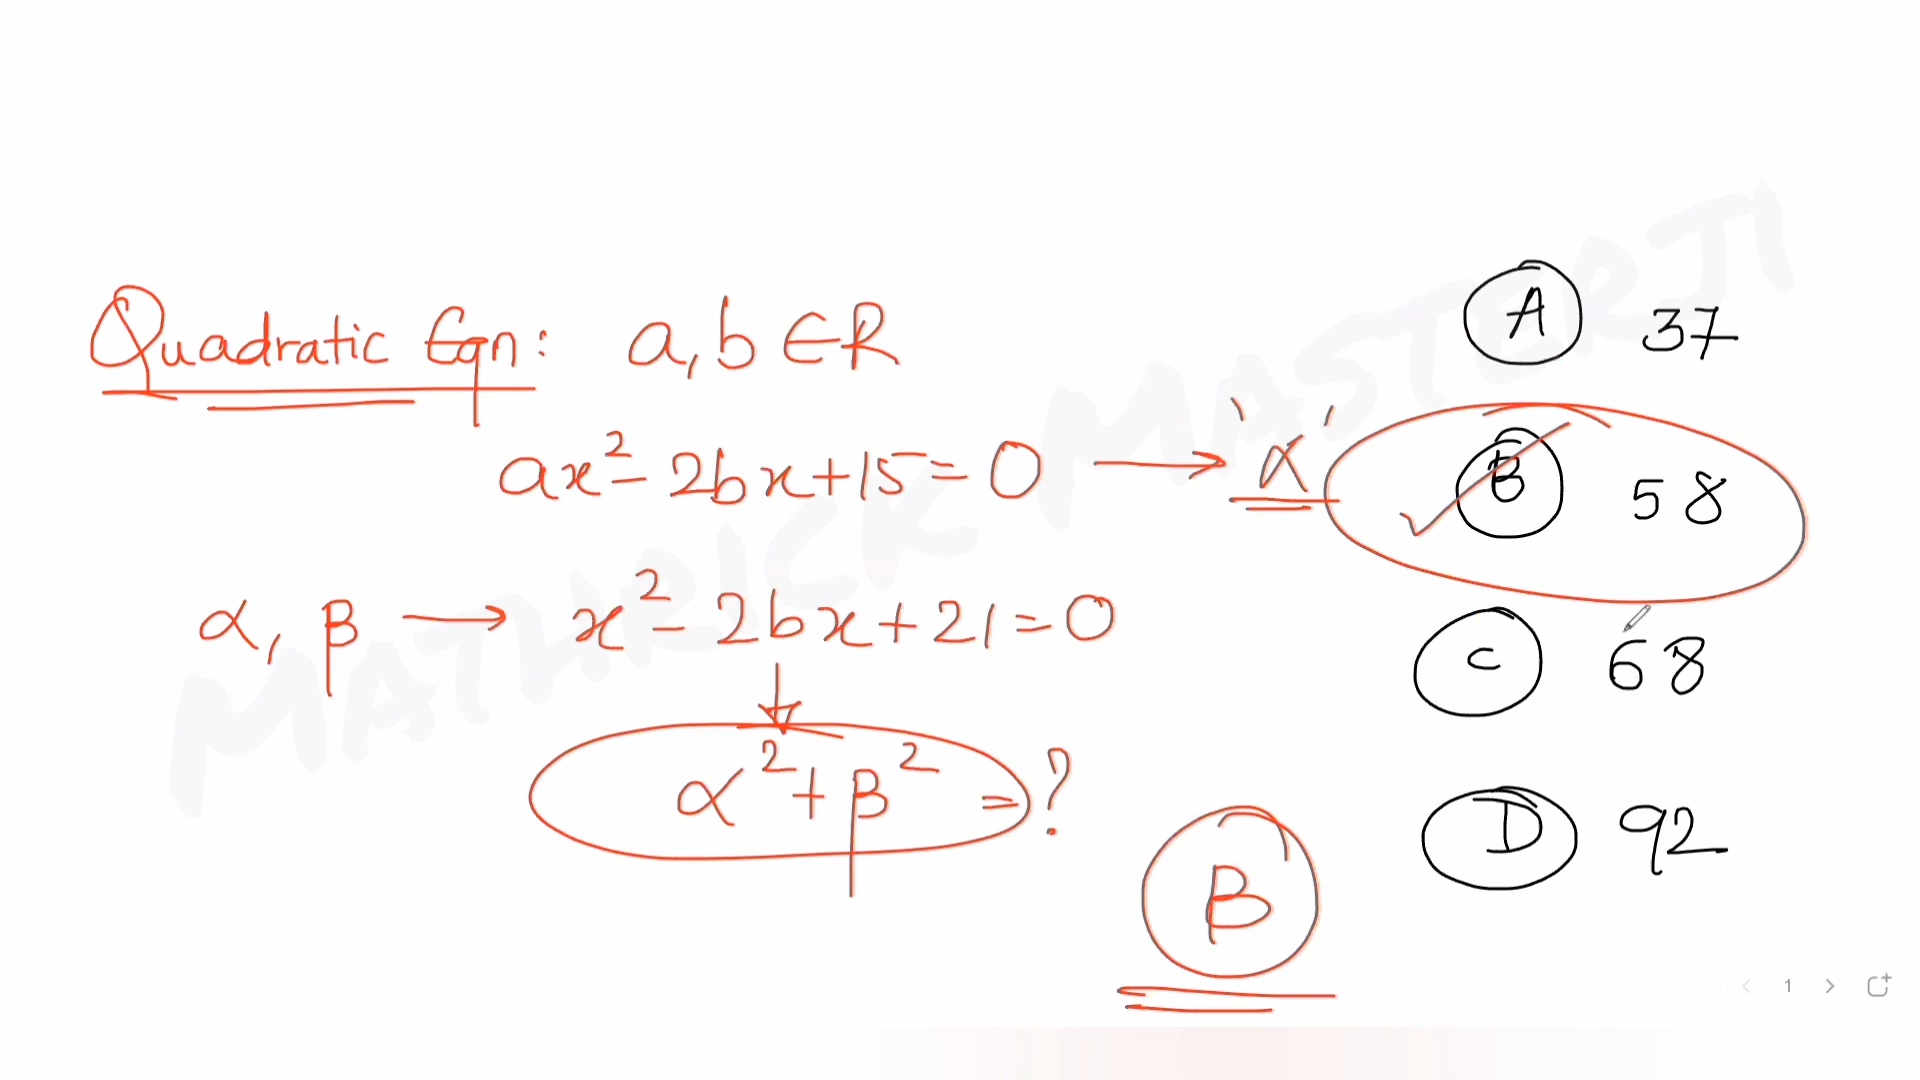 Quadratic Eqn: a, b ∈ R
ax² - 2bx + 15 = 0 → 'α'
α, β → x² - 2bx + 21 = 0
α² + β² = ?
B
A 37
B 58
C 68
D 92
MATHRICK MASTERJI
1